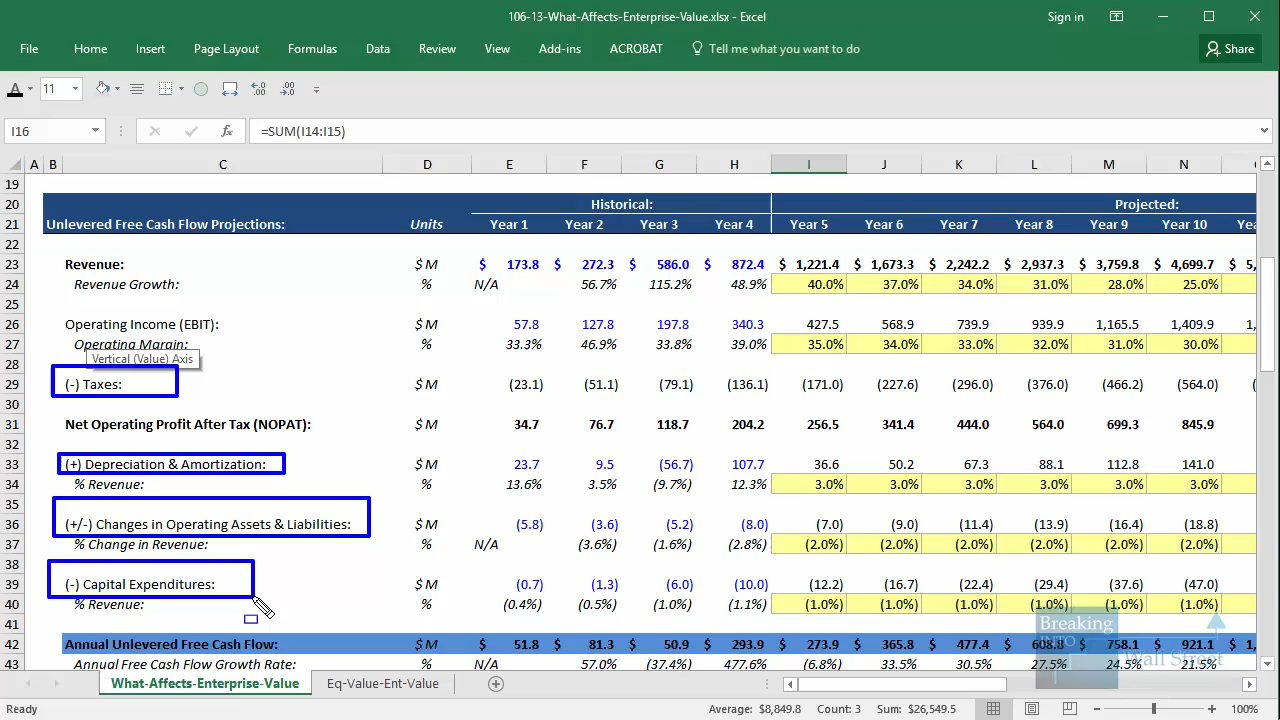 106-13-What-Affects-Enterprise-Value.xlsx - Excel
Sign in
File Home Insert Page Layout Formulas Data Review View Add-ins ACROBAT Tell me what you want to do Share
A 11 .0 .00 .00 .0
I16 fx =SUM(I14:I15)
A B C D E F G H I J K L M N
19
20 Historical: Projected:
21 Unlevered Free Cash Flow Projections: Units Year 1 Year 2 Year 3 Year 4 Year 5 Year 6 Year 7 Year 8 Year 9 Year 10 Ye
22
23 Revenue: $ M $ 173.8 $ 272.3 $ 586.0 $ 872.4 $ 1,221.4 $ 1,673.3 $ 2,242.2 $ 2,937.3 $ 3,759.8 $ 4,699.7 $ 5,
24 Revenue Growth: % N/A 56.7% 115.2% 48.9% 40.0% 37.0% 34.0% 31.0% 28.0% 25.0%
25
26 Operating Income (EBIT): $ M 57.8 127.8 197.8 340.3 427.5 568.9 739.9 939.9 1,165.5 1,409.9 1,
27 Operating Margin: % 33.3% 46.9% 33.8% 39.0% 35.0% 34.0% 33.0% 32.0% 31.0% 30.0%
Vertical (Value) Axis
28
29 (-) Taxes: $ M (23.1) (51.1) (79.1) (136.1) (171.0) (227.6) (296.0) (376.0) (466.2) (564.0) (
30
31 Net Operating Profit After Tax (NOPAT): $ M 34.7 76.7 118.7 204.2 256.5 341.4 444.0 564.0 699.3 845.9
32
33 (+) Depreciation & Amortization: $ M 23.7 9.5 (56.7) 107.7 36.6 50.2 67.3 88.1 112.8 141.0
34 % Revenue: % 13.6% 3.5% (9.7%) 12.3% 3.0% 3.0% 3.0% 3.0% 3.0% 3.0%
35
36 (+/-) Changes in Operating Assets & Liabilities: $ M (5.8) (3.6) (5.2) (8.0) (7.0) (9.0) (11.4) (13.9) (16.4) (18.8)
37 % Change in Revenue: % N/A (3.6%) (1.6%) (2.8%) (2.0%) (2.0%) (2.0%) (2.0%) (2.0%) (2.0%)
38
39 (-) Capital Expenditures: $ M (0.7) (1.3) (6.0) (10.0) (12.2) (16.7) (22.4) (29.4) (37.6) (47.0)
40 % Revenue: % (0.4%) (0.5%) (1.0%) (1.1%) (1.0%) (1.0%) (1.0%) (1.0%) (1.0%) (1.0%)
41
42 Annual Unlevered Free Cash Flow: $ M $ 51.8 $ 81.3 $ 50.9 $ 293.9 $ 273.9 $ 365.8 $ 477.4 $ 608.8 $ 758.1 $ 921.1 $ 1,
43 Annual Free Cash Flow Growth Rate: % N/A 57.0% (37.4%) 477.6% (6.8%) 33.5% 30.5% 27.5% 24.5% 21.5%
Breaking
INTO
Wall Street
What-Affects-Enterprise-Value Eq-Value-Ent-Value
Ready Average: $8,849.8 Count: 3 Sum: $26,549.5 100%